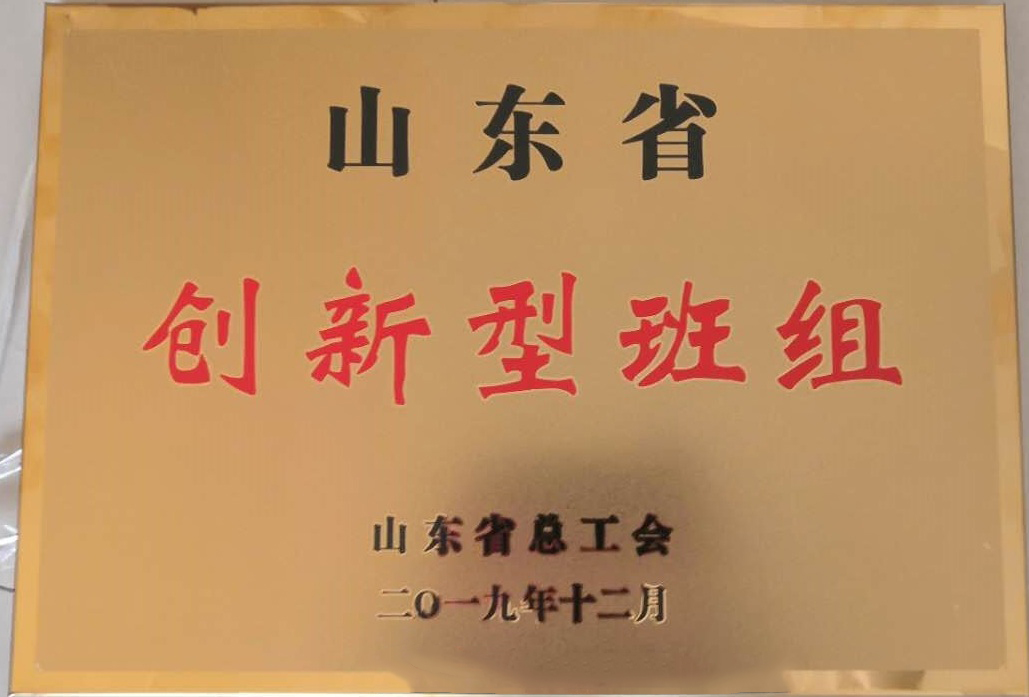 山东省
创新型班组
山东省总工会
二〇一九年十二月